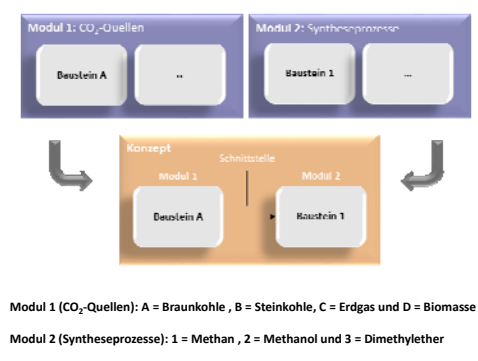 Modul 1: CO₂-Quellen
Modul 2: Syntheseprozesse
Baustein A
...
Baustein 1
...
Konzept
Schnittstelle
Modul 1
Modul 2
Baustein A
Baustein 1
Modul 1 (CO₂-Quellen): A = Braunkohle , B = Steinkohle, C = Erdgas und D = Biomasse
Modul 2 (Syntheseprozesse): 1 = Methan , 2 = Methanol und 3 = Dimethylether